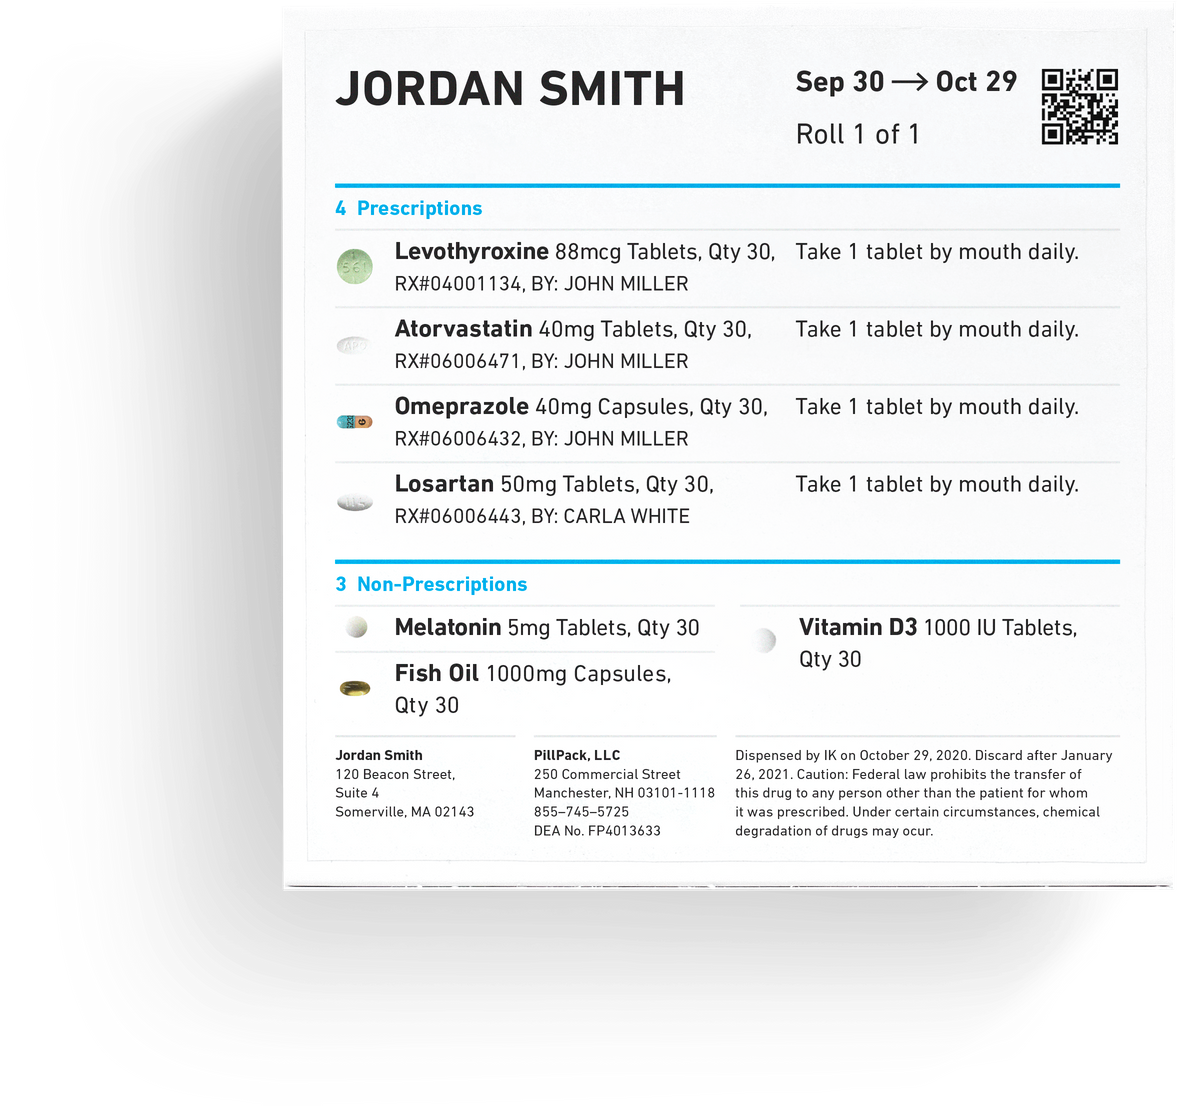 JORDAN SMITH
Sep 30 → Oct 29
Roll 1 of 1
4 Prescriptions
561
Levothyroxine 88mcg Tablets, Qty 30,
RX#04001134, BY: JOHN MILLER
Take 1 tablet by mouth daily.
Atorvastatin 40mg Tablets, Qty 30,
RX#06006471, BY: JOHN MILLER
Take 1 tablet by mouth daily.
Omeprazole 40mg Capsules, Qty 30,
RX#06006432, BY: JOHN MILLER
Take 1 tablet by mouth daily.
Losartan 50mg Tablets, Qty 30,
RX#06006443, BY: CARLA WHITE
Take 1 tablet by mouth daily.
3 Non-Prescriptions
Melatonin 5mg Tablets, Qty 30
Fish Oil 1000mg Capsules,
Qty 30
Vitamin D3 1000 IU Tablets,
Qty 30
Jordan Smith
120 Beacon Street,
Suite 4
Somerville, MA 02143
PillPack, LLC
250 Commercial Street
Manchester, NH 03101-1118
855–745–5725
DEA No. FP4013633
Dispensed by IK on October 29, 2020. Discard after January
26, 2021. Caution: Federal law prohibits the transfer of
this drug to any person other than the patient for whom
it was prescribed. Under certain circumstances, chemical
degradation of drugs may ocur.